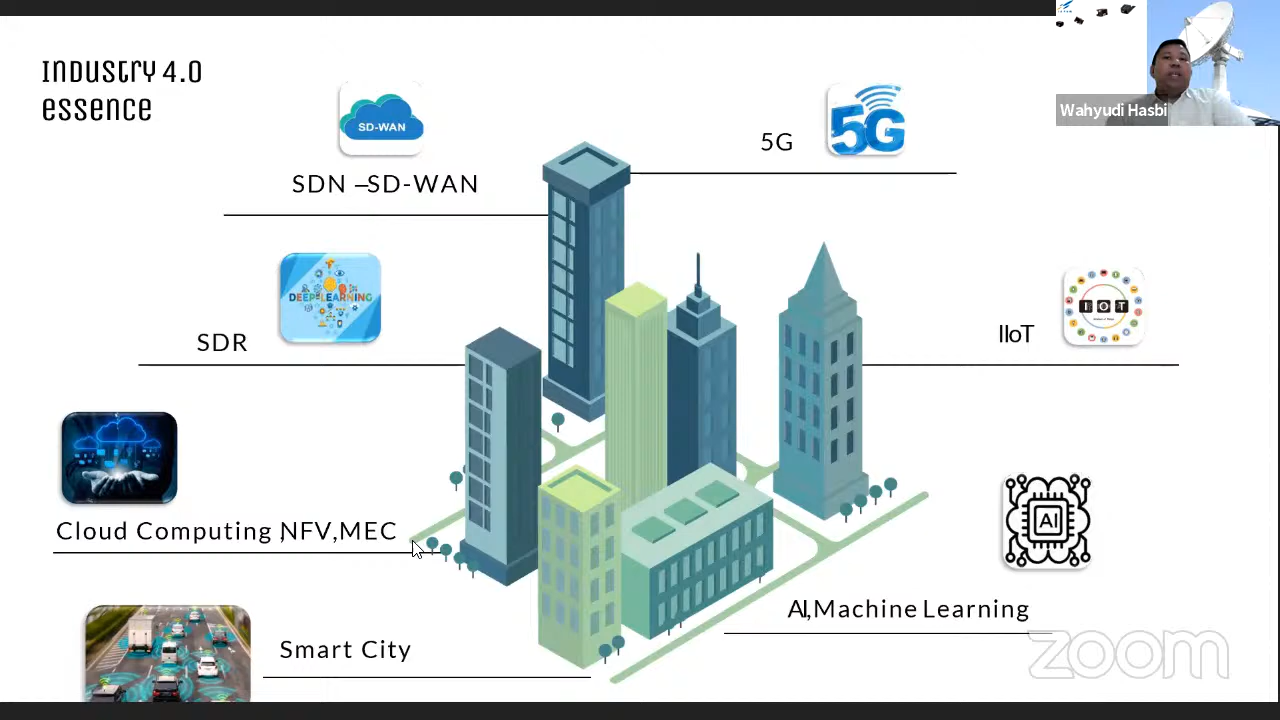 Industry 4.0
essence
SD-WAN
SDN –SD-WAN
5G
5G
Wahyudi Hasbi
DEEP LEARNING
SDR
IIoT
IOT
Cloud Computing ,NFV,MEC
AI
AI,Machine Learning
Smart City
zoom